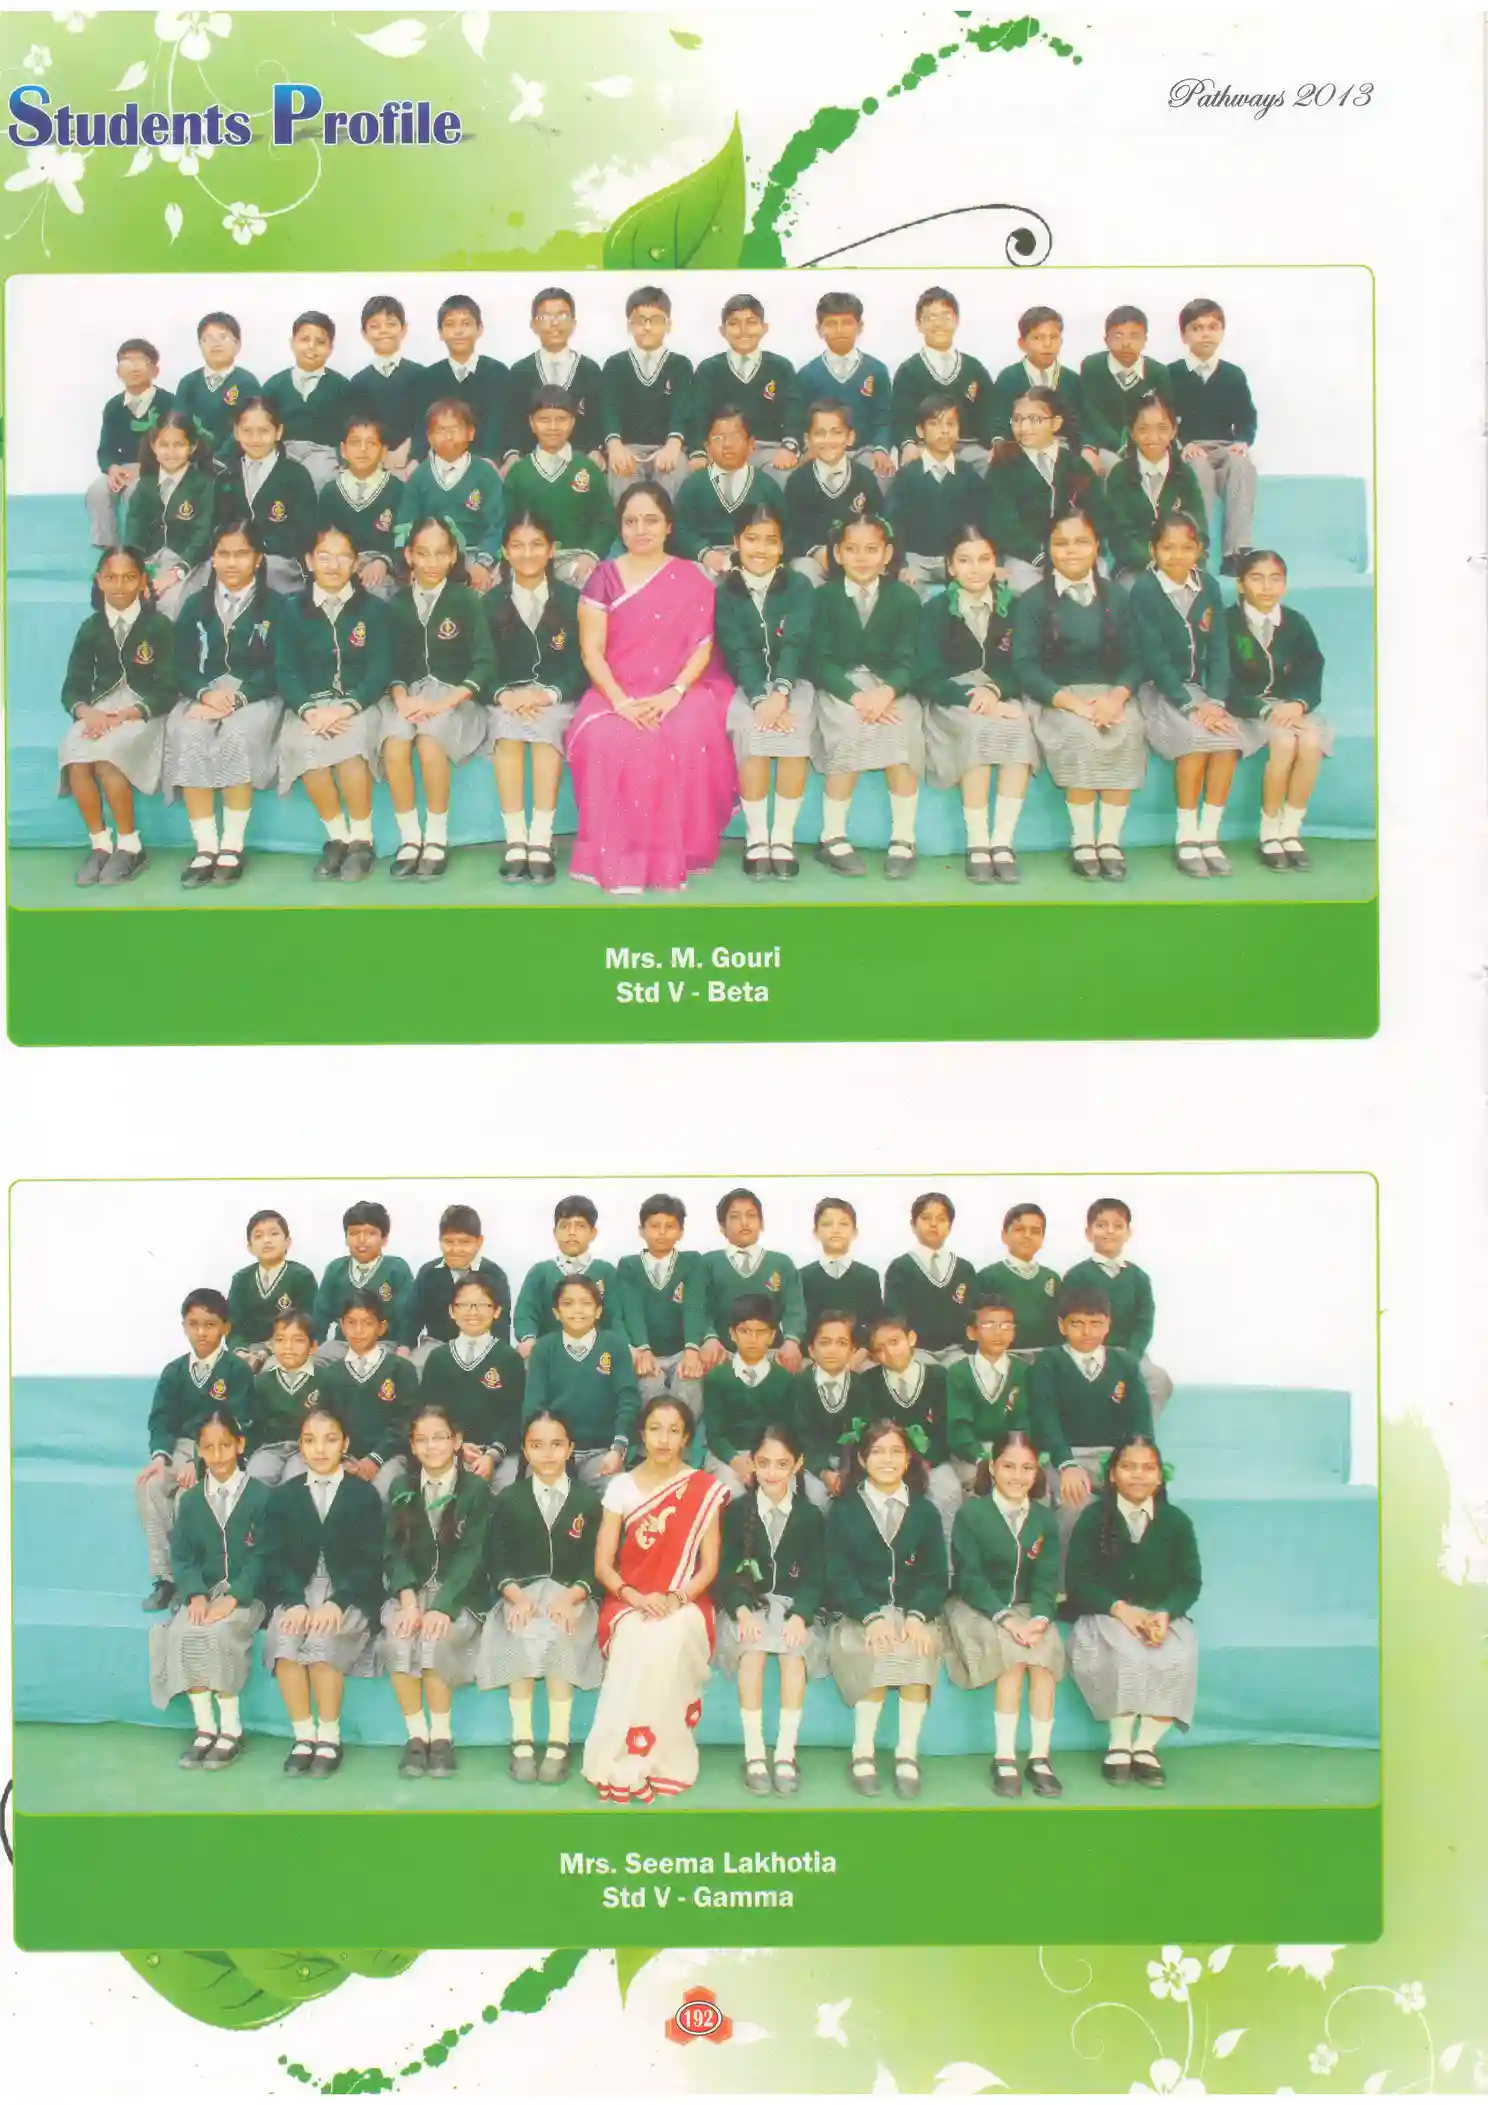 Students Profile
Pathways 2013
Mrs. M. Gouri
Std V - Beta
Mrs. Seema Lakhotia
Std V - Gamma
192